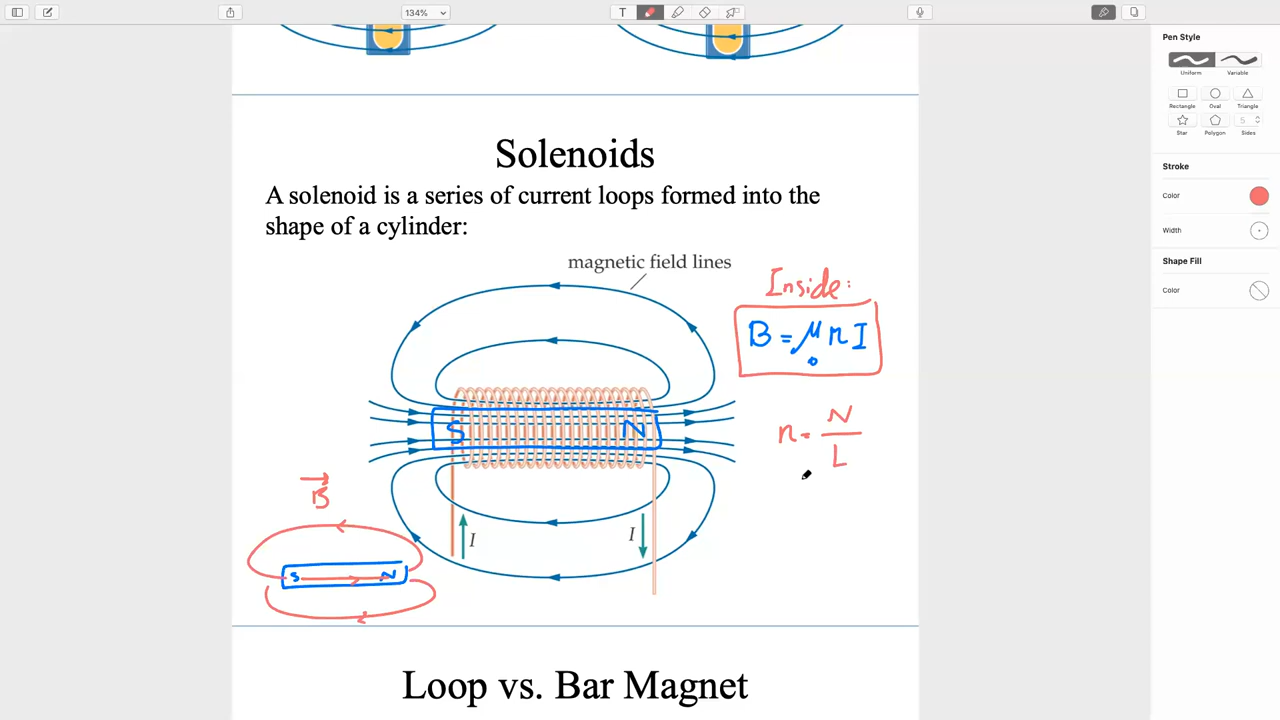 134%
T
Pen Style
Uniform
Variable
Rectangle
Oval
Triangle
Star
Polygon
5
Sides
Stroke
Color
Width
Shape Fill
Color
Solenoids
A solenoid is a series of current loops formed into the
shape of a cylinder:
magnetic field lines
Inside:
B = μ₀ n I
n = N / L
S
N
B
I
I
S
N
Loop vs. Bar Magnet